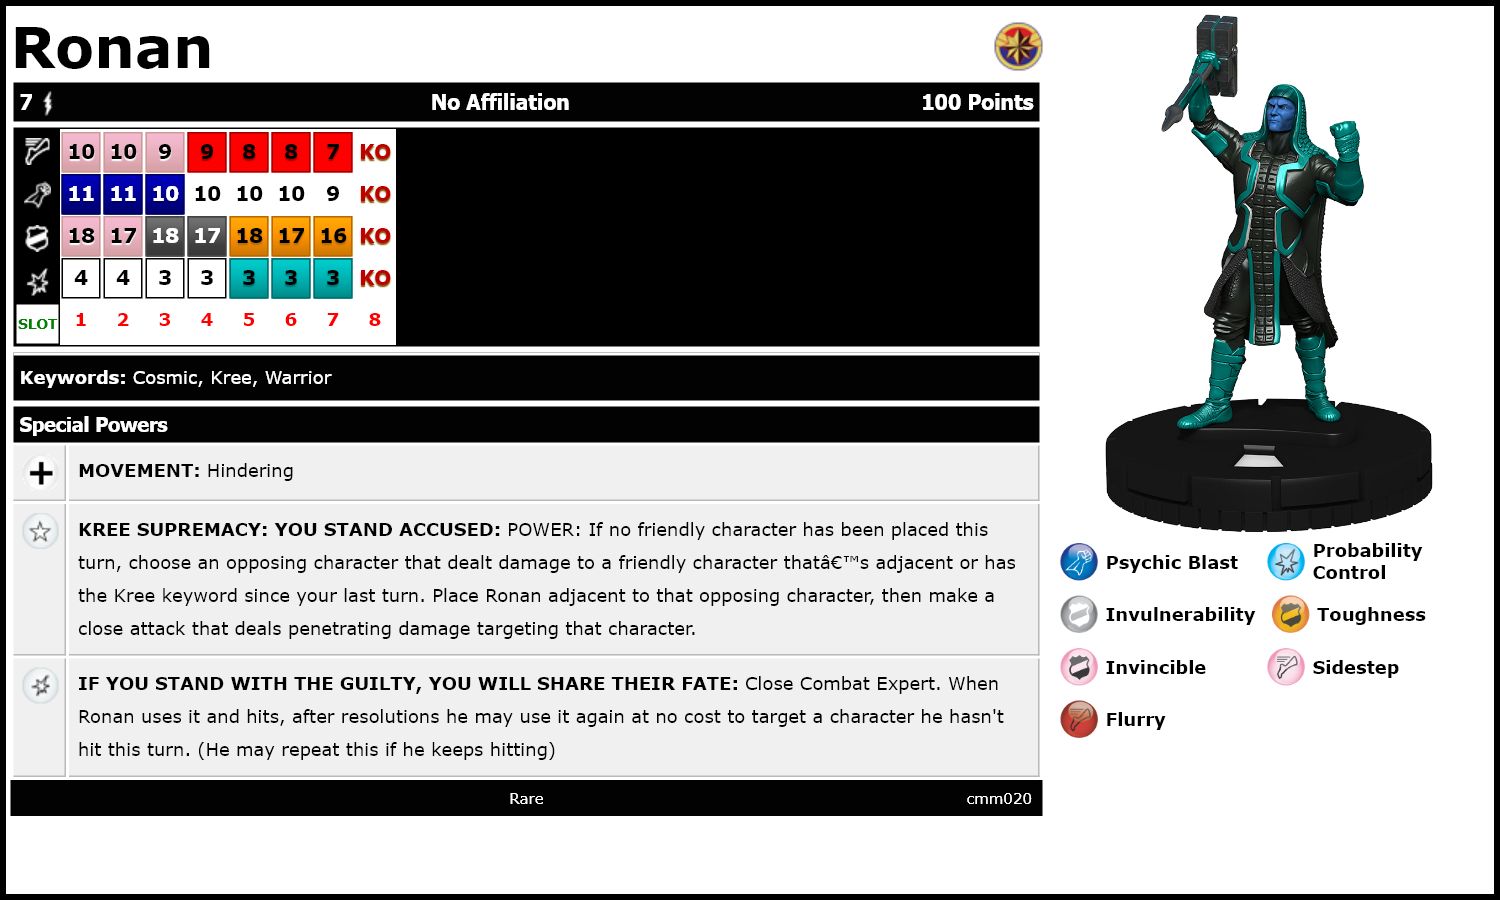 Ronan
7 No Affiliation 100 Points
10 10 9 9 8 8 7 KO
11 11 10 10 10 10 9 KO
18 17 18 17 18 17 16 KO
4 4 3 3 3 3 3 KO
SLOT 1 2 3 4 5 6 7 8
Keywords: Cosmic, Kree, Warrior
Special Powers
MOVEMENT: Hindering
KREE SUPREMACY: YOU STAND ACCUSED: POWER: If no friendly character has been placed this
turn, choose an opposing character that dealt damage to a friendly character thatâ€™s adjacent or has
the Kree keyword since your last turn. Place Ronan adjacent to that opposing character, then make a
close attack that deals penetrating damage targeting that character.
IF YOU STAND WITH THE GUILTY, YOU WILL SHARE THEIR FATE: Close Combat Expert. When
Ronan uses it and hits, after resolutions he may use it again at no cost to target a character he hasn't
hit this turn. (He may repeat this if he keeps hitting)
Rare cmm020
Psychic Blast
Probability
Control
Invulnerability
Toughness
Invincible
Sidestep
Flurry